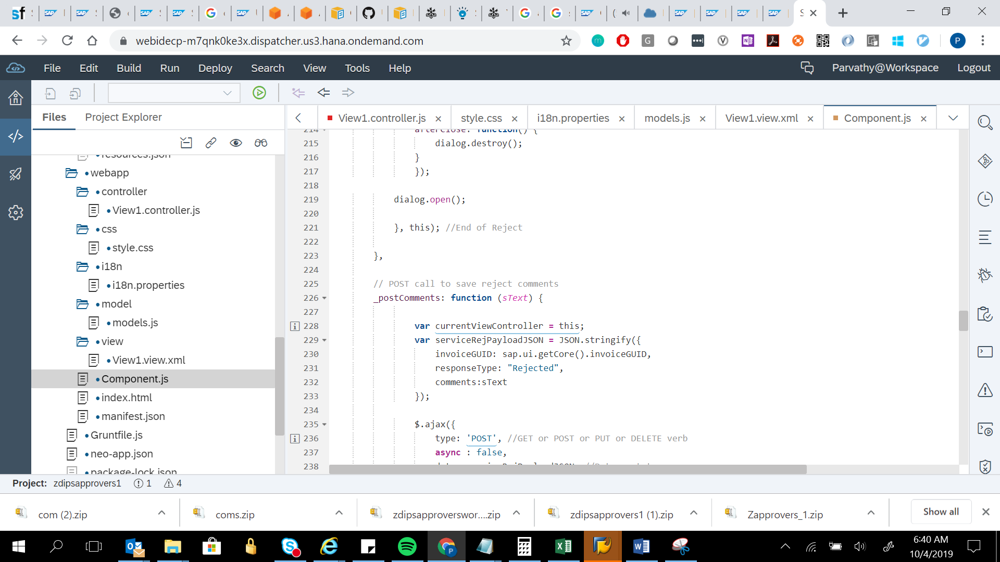 webidecp-m7qnk0ke3x.dispatcher.us3.hana.ondemand.com
File Edit Build Run Deploy Search View Tools Help
Parvathy@Workspace Logout
Files Project Explorer
View1.controller.js style.css i18n.properties models.js View1.view.xml Component.js
resources.json
webapp
controller
View1.controller.js
css
style.css
i18n
i18n.properties
model
models.js
view
View1.view.xml
Component.js
index.html
manifest.json
Gruntfile.js
neo-app.json
package-lock.json
214 afterClose: function() {
215 dialog.destroy();
216 }
217 });
218
219 dialog.open();
220
221 }, this); //End of Reject
222
223 },
224
225 // POST call to save reject comments
226 _postComments: function (sText) {
227
228 var currentViewController = this;
229 var serviceRejPayloadJSON = JSON.stringify({
230 invoiceGUID: sap.ui.getCore().invoiceGUID,
231 responseType: "Rejected",
232 comments:sText
233 });
234
235 $.ajax({
236 type: 'POST', //GET or POST or PUT or DELETE verb
237 async : false,
238
Project: zdipsapprovers1 1 4
com (2).zip
coms.zip
zdipsapproverswor....zip
zdipsapprovers1 (1).zip
Zapprovers_1.zip
Show all
6:40 AM
10/4/2019